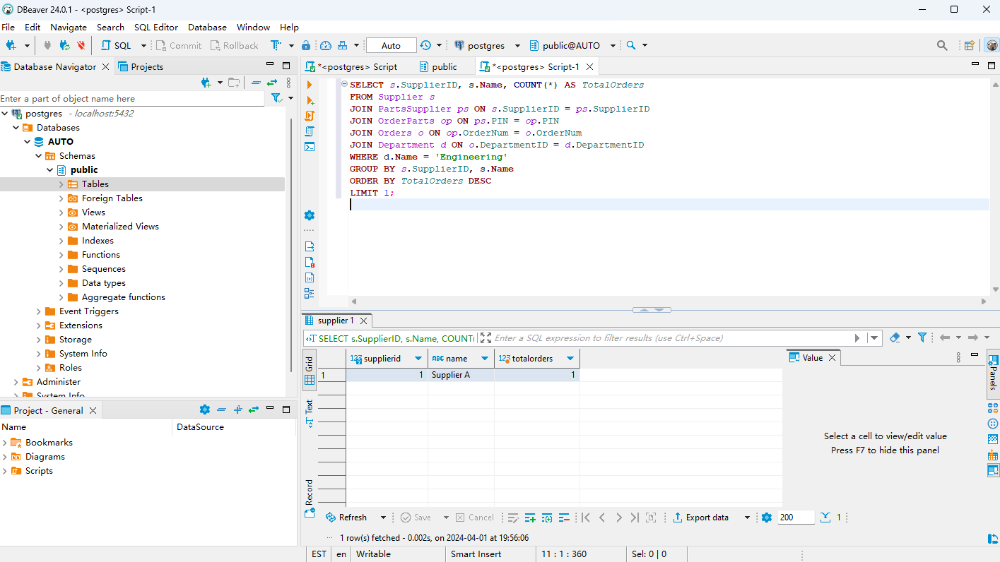 DBeaver 24.0.1 - <postgres> Script-1
File Edit Navigate Search SQL Editor Database Window Help
SQL Commit Rollback Auto postgres public@AUTO
Database Navigator Projects
*<postgres> Script public *<postgres> Script-1
Enter a part of object name here
postgres - localhost:5432
Databases
AUTO
Schemas
public
Tables
Foreign Tables
Views
Materialized Views
Indexes
Functions
Sequences
Data types
Aggregate functions
Event Triggers
Extensions
Storage
System Info
Roles
Administer
System Info
SELECT s.SupplierID, s.Name, COUNT(*) AS TotalOrders
FROM Supplier s
JOIN PartsSupplier ps ON s.SupplierID = ps.SupplierID
JOIN OrderParts op ON ps.PIN = op.PIN
JOIN Orders o ON op.OrderNum = o.OrderNum
JOIN Department d ON o.DepartmentID = d.DepartmentID
WHERE d.Name = 'Engineering'
GROUP BY s.SupplierID, s.Name
ORDER BY TotalOrders DESC
LIMIT 1;
Project - General
Name DataSource
Bookmarks
Diagrams
Scripts
supplier 1
SELECT s.SupplierID, s.Name, COUNT( Enter a SQL expression to filter results (use Ctrl+Space)
Grid
Text
Record
123 supplierid ABC name 123 totalorders
1 1 Supplier A 1
Value
Panels
Select a cell to view/edit value
Press F7 to hide this panel
Refresh Save Cancel Export data 200 1
1 row(s) fetched - 0.002s, on 2024-04-01 at 19:56:06
EST en Writable Smart Insert 11 : 1 : 360 Sel: 0 | 0